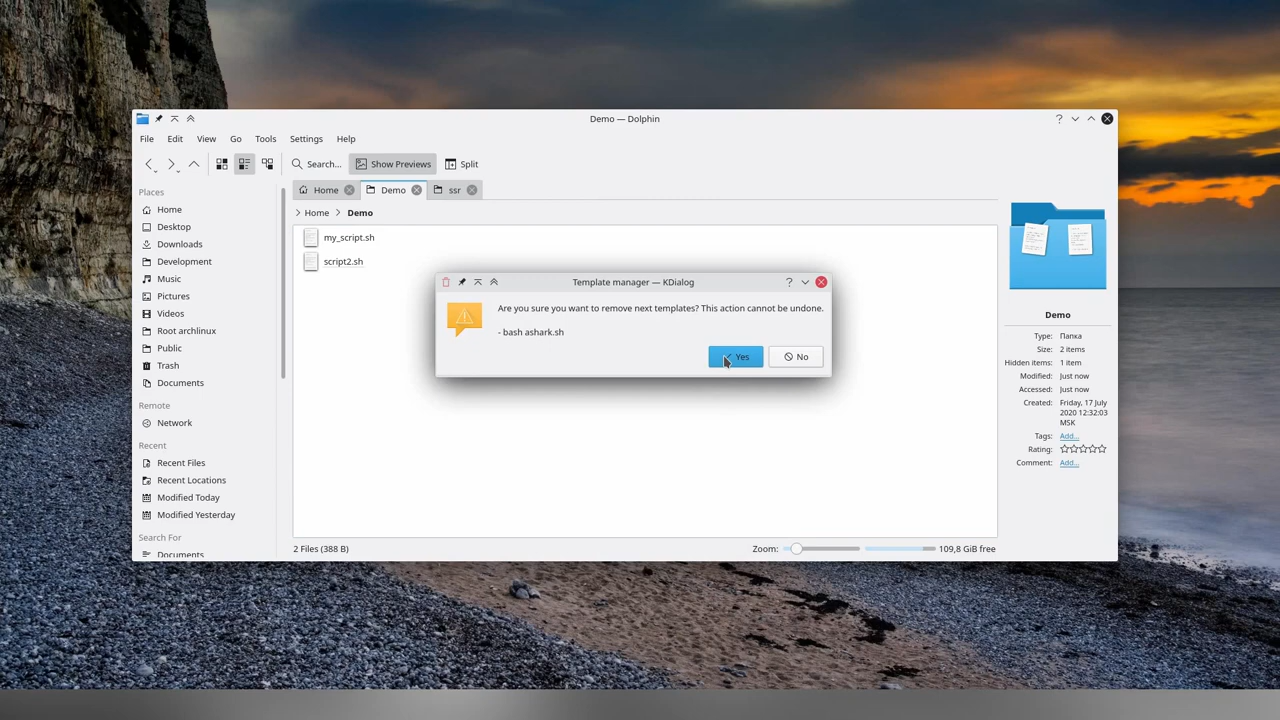 Demo — Dolphin
File Edit View Go Tools Settings Help
Search... Show Previews Split
Places
Home
Desktop
Downloads
Development
Music
Pictures
Videos
Root archlinux
Public
Trash
Documents
Remote
Network
Recent
Recent Files
Recent Locations
Modified Today
Modified Yesterday
Search For
Documents
Home Demo ssr
Home Demo
my_script.sh
script2.sh
Template manager — KDialog
Are you sure you want to remove next templates? This action cannot be undone.
- bash ashark.sh
Yes No
2 Files (388 B) Zoom: 109,8 GiB free
Demo
Type: Папка
Size: 2 items
Hidden items: 1 item
Modified: Just now
Accessed: Just now
Created: Friday, 17 July
2020 12:32:03
MSK
Tags: Add...
Rating:
Comment: Add...